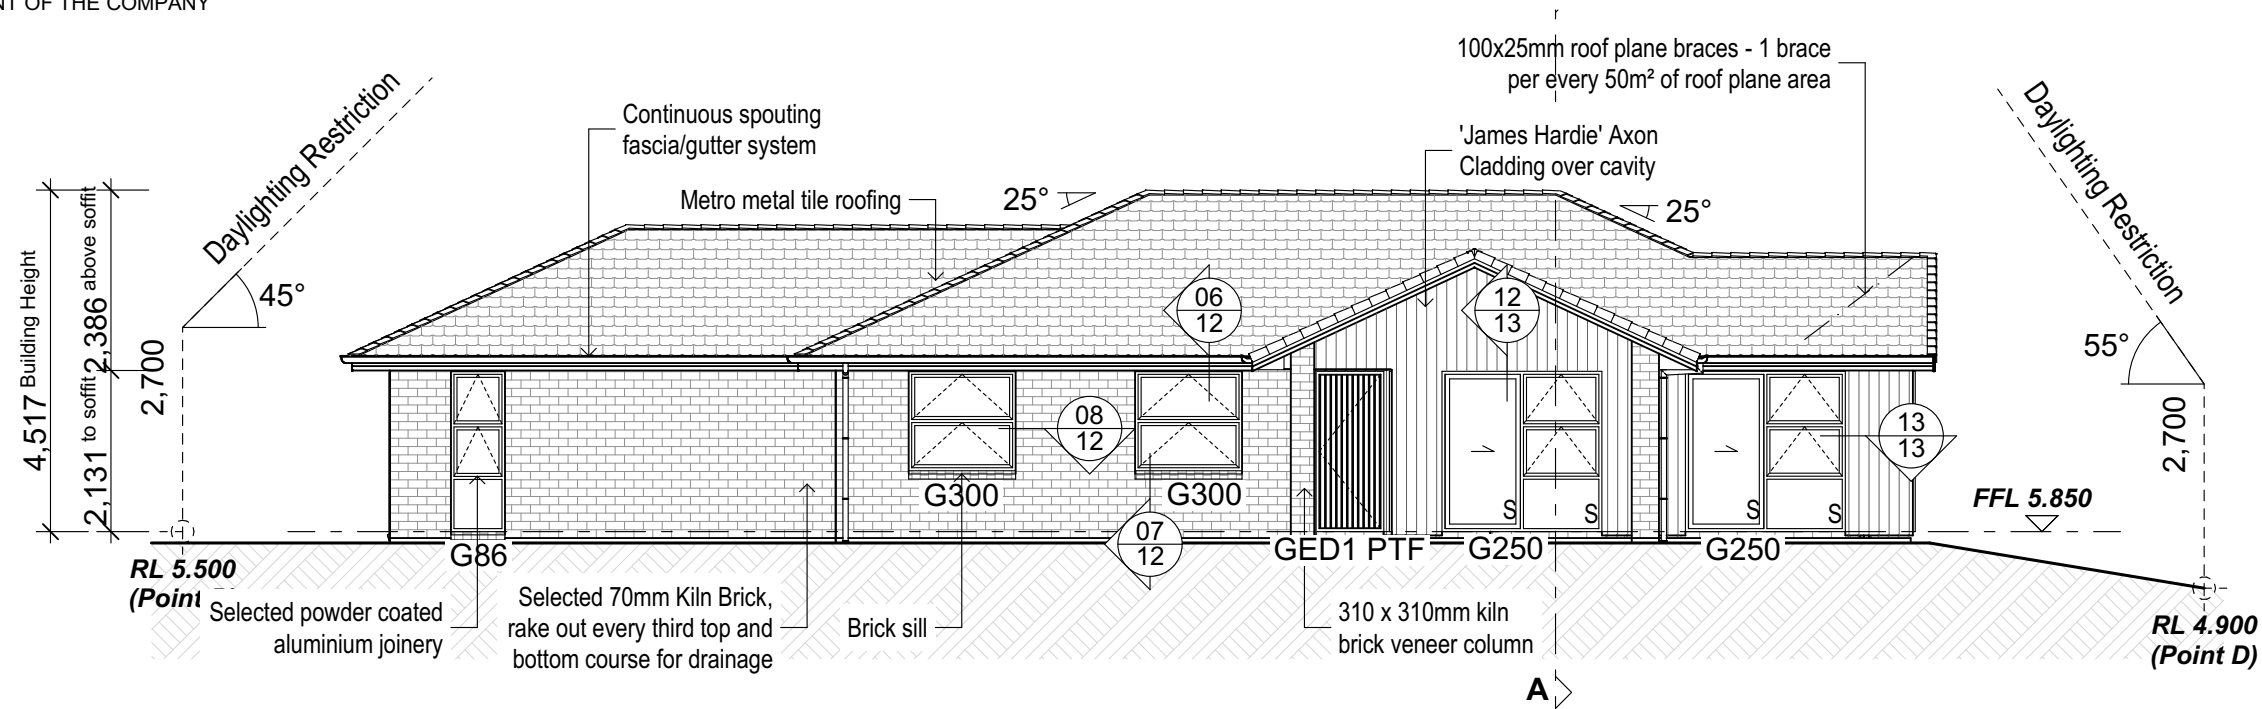 NT OF THE COMPANY
100x25mm roof plane braces - 1 brace
per every 50m² of roof plane area
Daylighting Restriction
Continuous spouting
fascia/gutter system
'James Hardie' Axon
Cladding over cavity
Daylighting Restriction
Metro metal tile roofing
25°
25°
45°
55°
4,517 Building Height
2,131 to soffit
2,386 above soffit
2,700
2,700
06
12
12
13
08
12
13
13
07
12
G300
G300
S
S
S
S
FFL 5.850
G86
GED1 PTF
G250
G250
RL 5.500
(Point
Selected powder coated
aluminium joinery
Selected 70mm Kiln Brick,
rake out every third top and
bottom course for drainage
Brick sill
310 x 310mm kiln
brick veneer column
RL 4.900
(Point D)
A